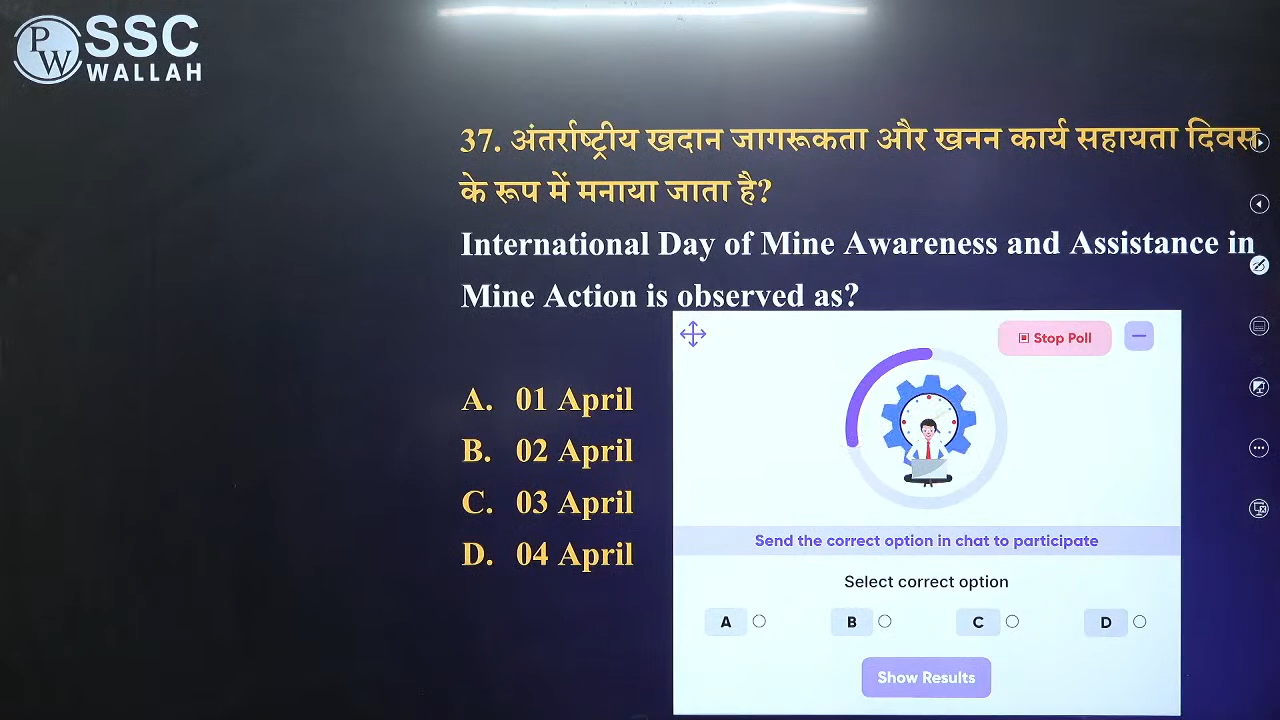 PW SSC
WALLAH
37. अंतर्राष्ट्रीय खदान जागरूकता और खनन कार्य सहायता दिवस
के रूप में मनाया जाता है?
International Day of Mine Awareness and Assistance in
Mine Action is observed as?
A. 01 April
B. 02 April
C. 03 April
D. 04 April
Stop Poll
Send the correct option in chat to participate
Select correct option
A B C D
Show Results